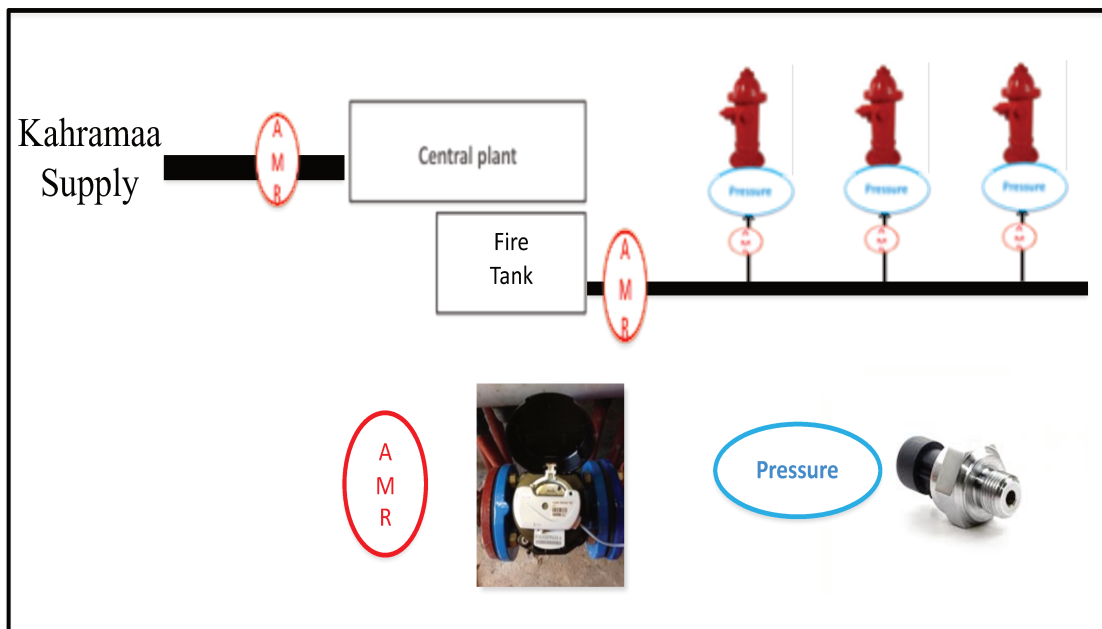 Kahramaa
Supply
A
M
R
Central plant
Fire
Tank
A
M
R
Pressure
Pressure
Pressure
A
M
R
A
M
R
A
M
R
A
M
R
Pressure